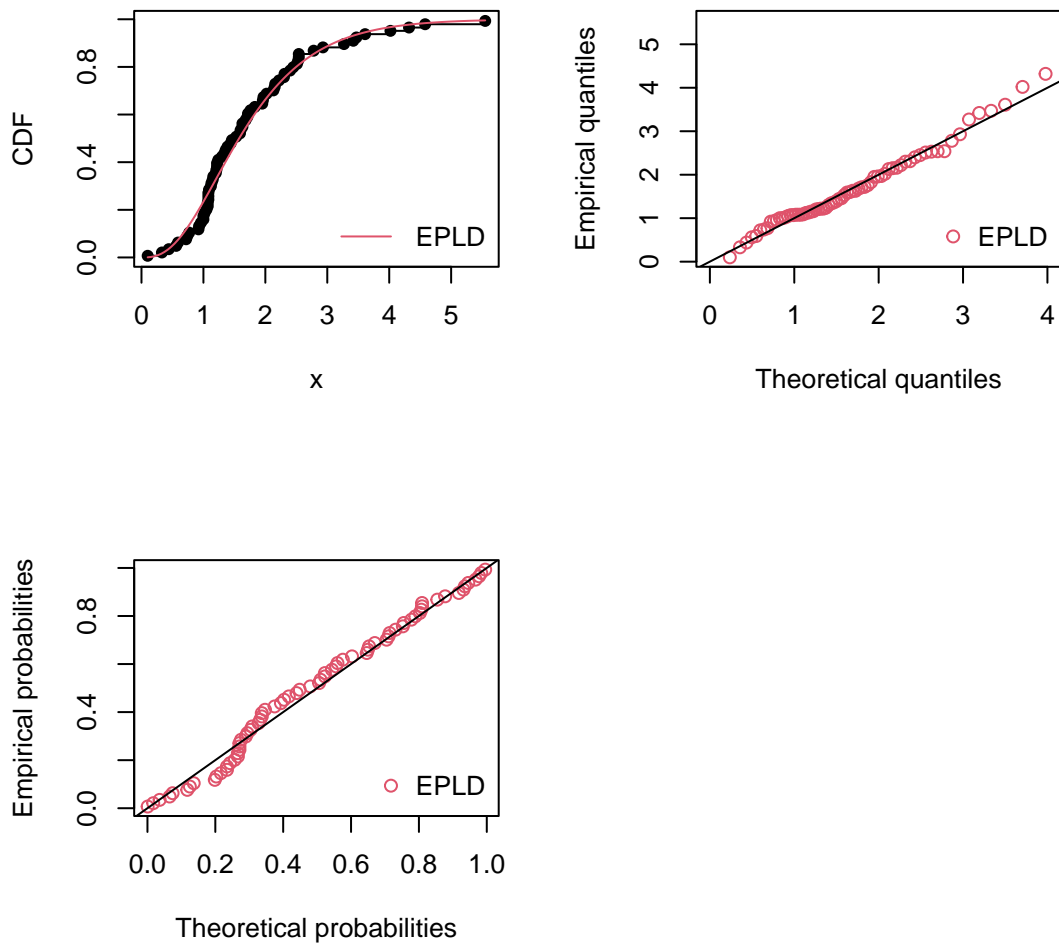 CDF
0.0 0.4 0.8
EPLD
0 1 2 3 4 5
x
Empirical quantiles
0 1 2 3 4 5
EPLD
0 1 2 3 4
Theoretical quantiles
Empirical probabilities
0.0 0.4 0.8
EPLD
0.0 0.2 0.4 0.6 0.8 1.0
Theoretical probabilities